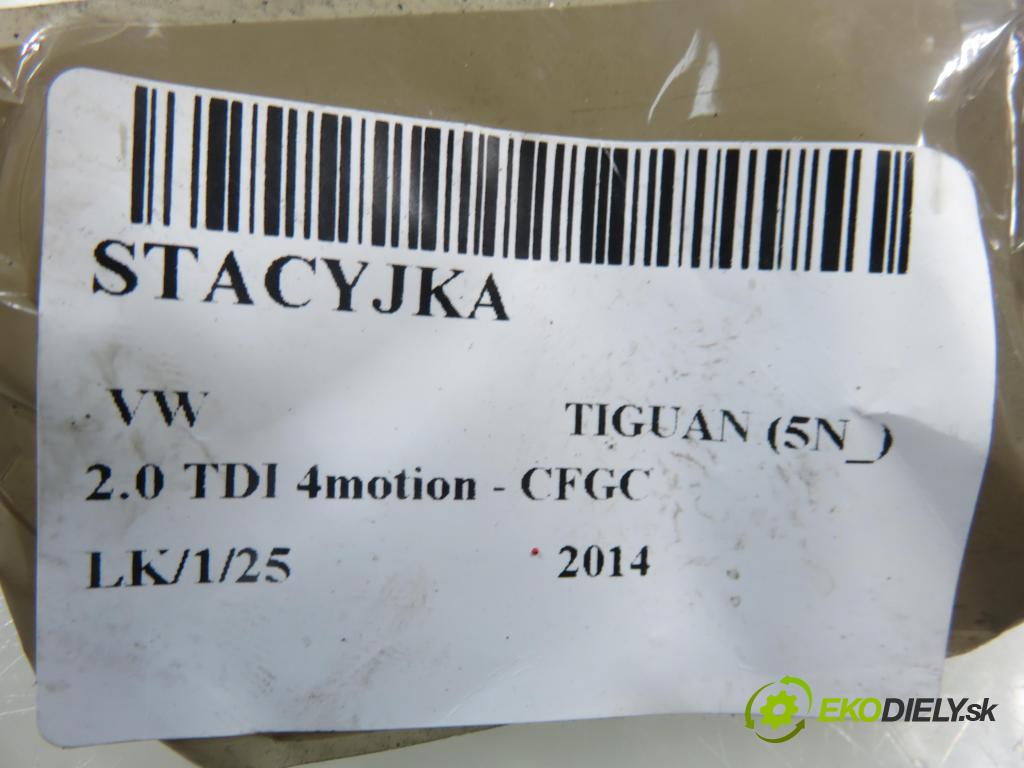 STACYJKA
VW TIGUAN (5N_)
2.0 TDI 4motion - CFGC
LK/1/25 2014
EKODIELY.sk